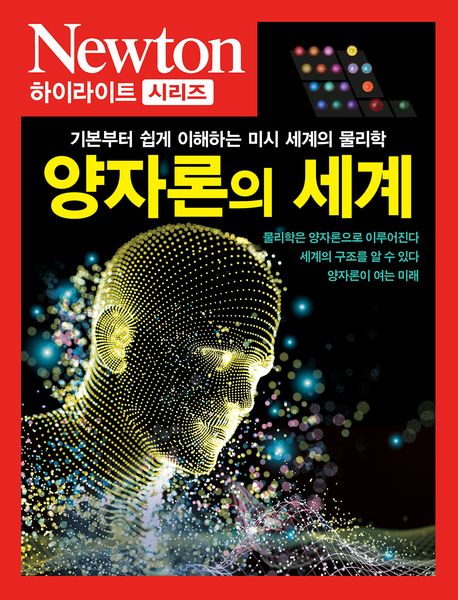 Newton
하이라이트 시리즈
기본부터 쉽게 이해하는 미시 세계의 물리학
양자론의 세계
물리학은 양자론으로 이루어진다
세계의 구조를 알 수 있다
양자론이 여는 미래